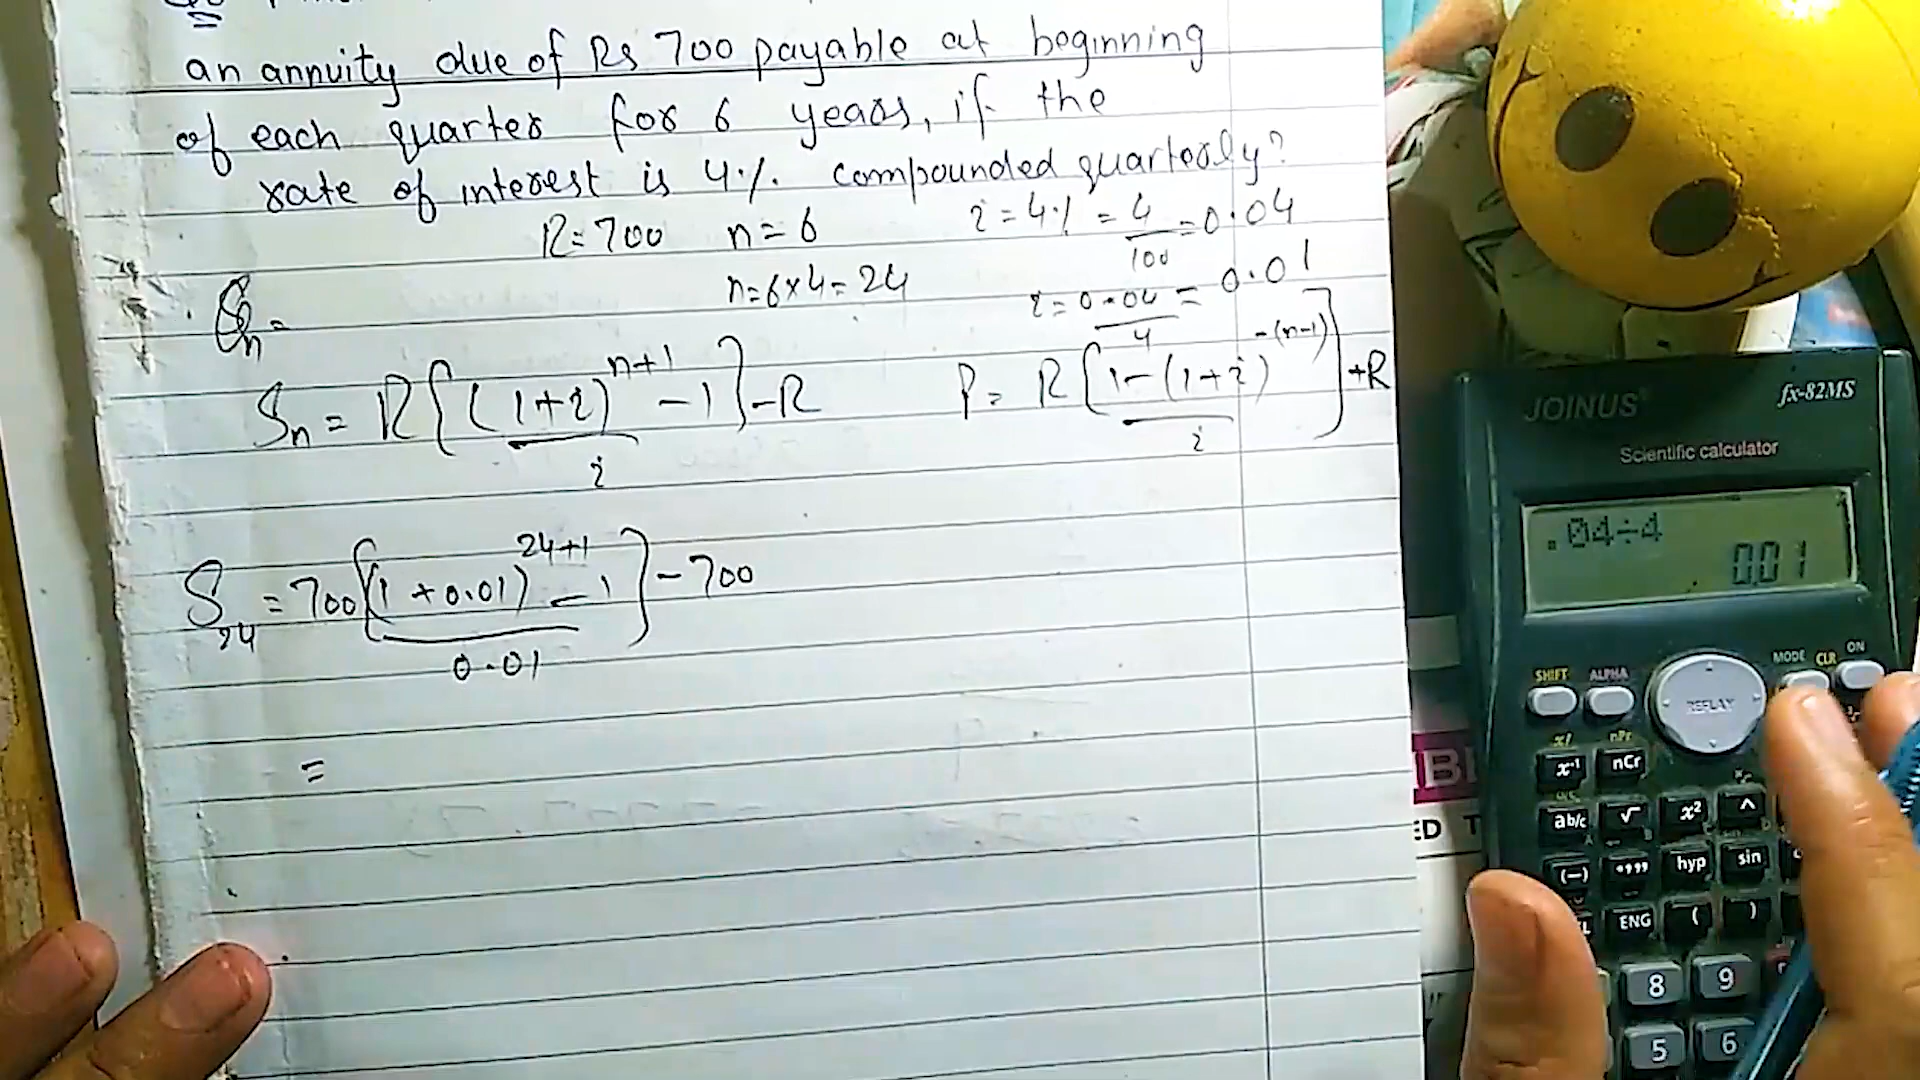 an annuity due of Rs 700 payable at beginning
of each quarter for 6 years, if the
rate of interest is 4%. compounded quarterly?
R=700 n=6 i=4%=4/100=0.04
n=6x4=24 i=0.04/4=0.01
Sn=R[(1+i)^n+1-1/i]-R P=R[1-(1+i)^-(n-1)/i]+R
S24=700[(1+0.01)^24+1-1/0.01]-700
=
JOINUS fx-82MS
Scientific calculator
.04÷4
0.01
SHIFT ALPHA REPLAY MODE CLR ON
x! nPr
x-1 nCr
ab/c √ x2 ^
(-) °''' hyp sin
ENG ( )
8 9
5 6
BI
ED T